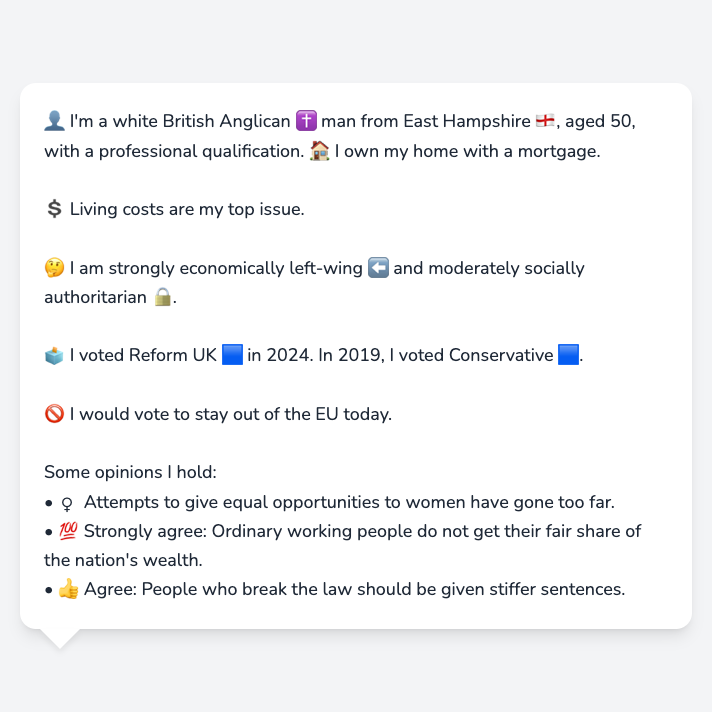 👤 I'm a white British Anglican ✝️ man from East Hampshire 🏴󠁧󠁢󠁥󠁮󠁧󠁿, aged 50,
with a professional qualification. 🏠 I own my home with a mortgage.
💲 Living costs are my top issue.
🤔 I am strongly economically left-wing ⬅️ and moderately socially
authoritarian 🔒.
🗳️ I voted Reform UK 🟦 in 2024. In 2019, I voted Conservative 🟦.
🚫 I would vote to stay out of the EU today.
Some opinions I hold:
• ♀ Attempts to give equal opportunities to women have gone too far.
• 💯 Strongly agree: Ordinary working people do not get their fair share of
the nation's wealth.
• 👍 Agree: People who break the law should be given stiffer sentences.